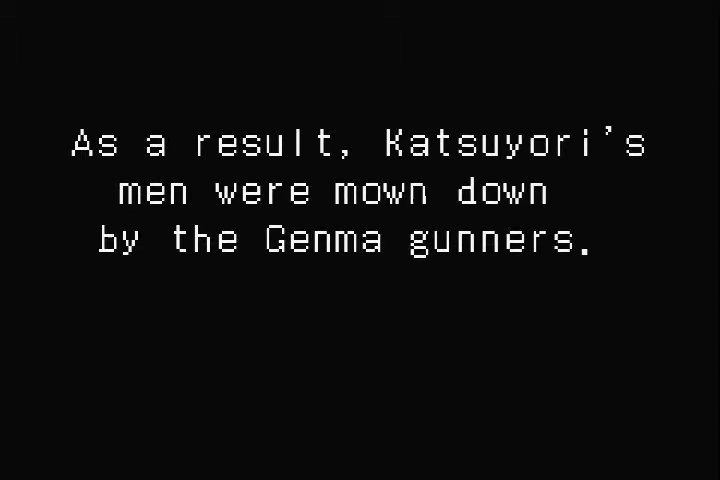 As a result, Katsuyori's
men were mown down
by the Genma gunners.